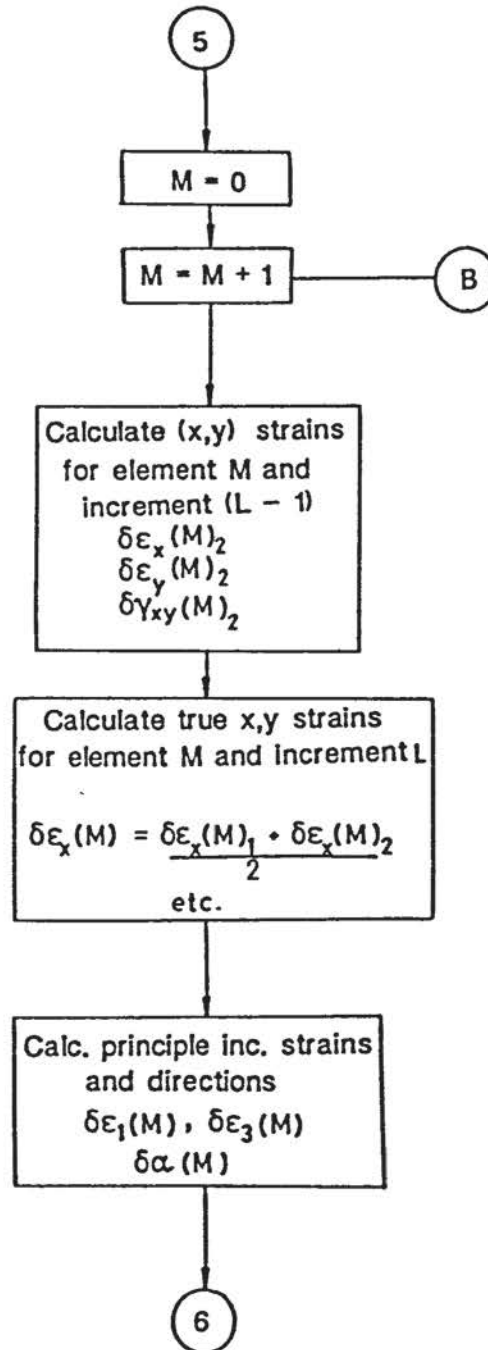 5
M = 0
M = M + 1
B
Calculate (x,y) strains
for element M and
increment (L - 1)
δεₓ(M)₂
δε_y(M)₂
δγ_xy(M)₂
Calculate true x,y strains
for element M and increment L
δεₓ(M) = δεₓ(M)₁ + δεₓ(M)₂
2
etc.
Calc. principle inc. strains
and directions
δε₁(M), δε₃(M)
δα(M)
6